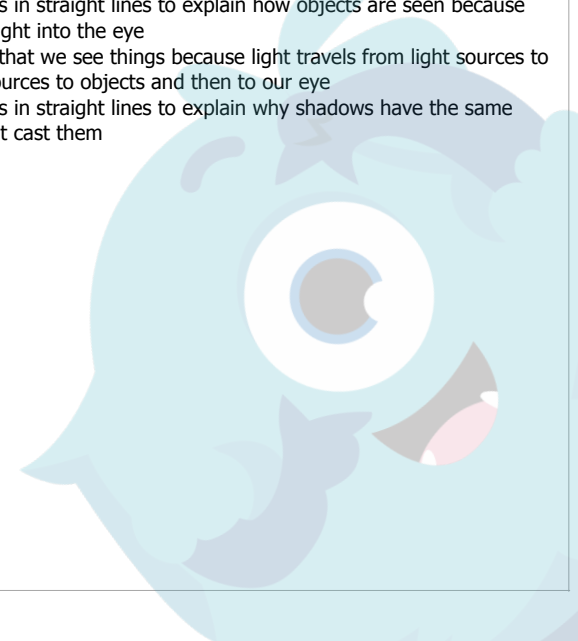 s in straight lines to explain how objects are seen because
ght into the eye
that we see things because light travels from light sources to
ources to objects and then to our eye
s in straight lines to explain why shadows have the same
t cast them